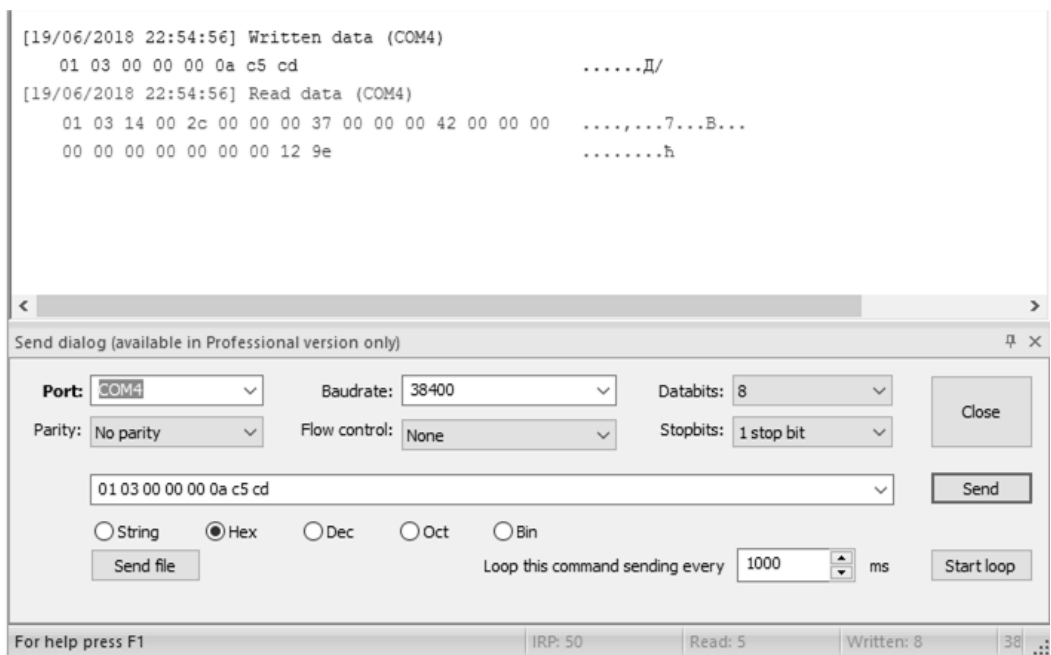 [19/06/2018 22:54:56] Written data (COM4)
01 03 00 00 00 0a c5 cd ......Д/
[19/06/2018 22:54:56] Read data (COM4)
01 03 14 00 2c 00 00 00 37 00 00 00 42 00 00 00 ....,...7...B...
00 00 00 00 00 00 00 12 9e ........ћ
Send dialog (available in Professional version only)
Port: COM4 Baudrate: 38400 Databits: 8 Close
Parity: No parity Flow control: None Stopbits: 1 stop bit
01 03 00 00 00 0a c5 cd Send
String Hex Dec Oct Bin
Send file Loop this command sending every 1000 ms Start loop
For help press F1 IRP: 50 Read: 5 Written: 8 38